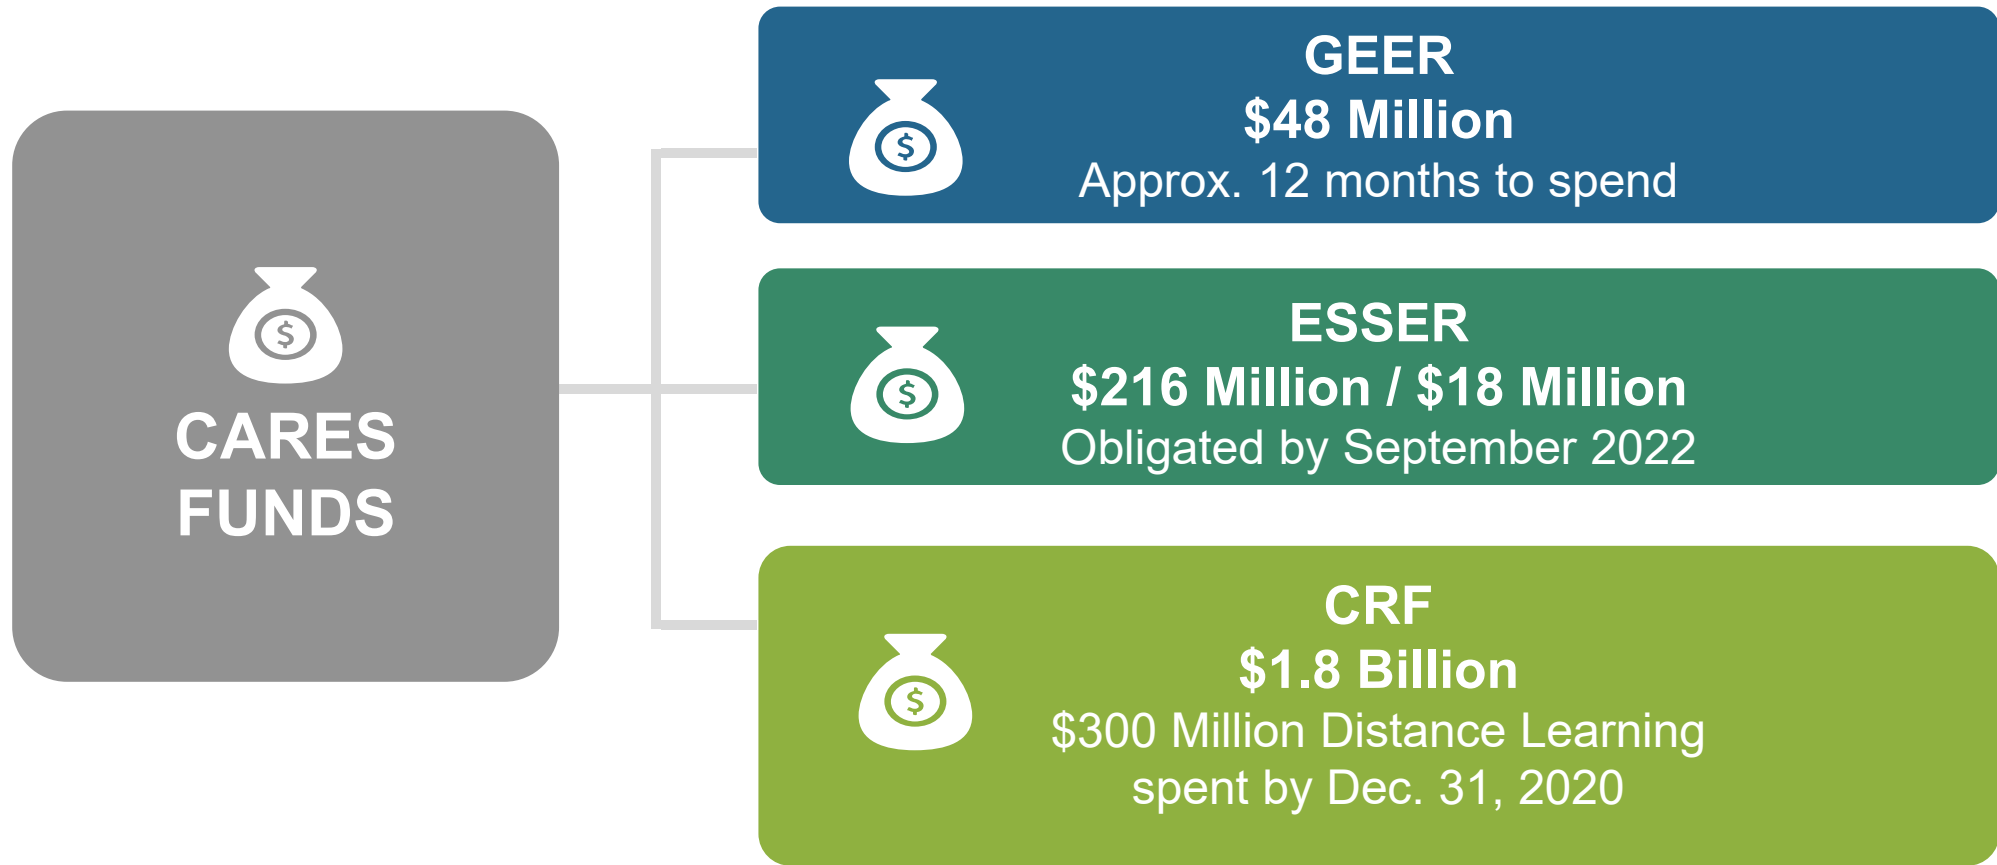 CARES
FUNDS
GEER
$48 Million
Approx. 12 months to spend
ESSER
$216 Million / $18 Million
Obligated by September 2022
CRF
$1.8 Billion
$300 Million Distance Learning
spent by Dec. 31, 2020